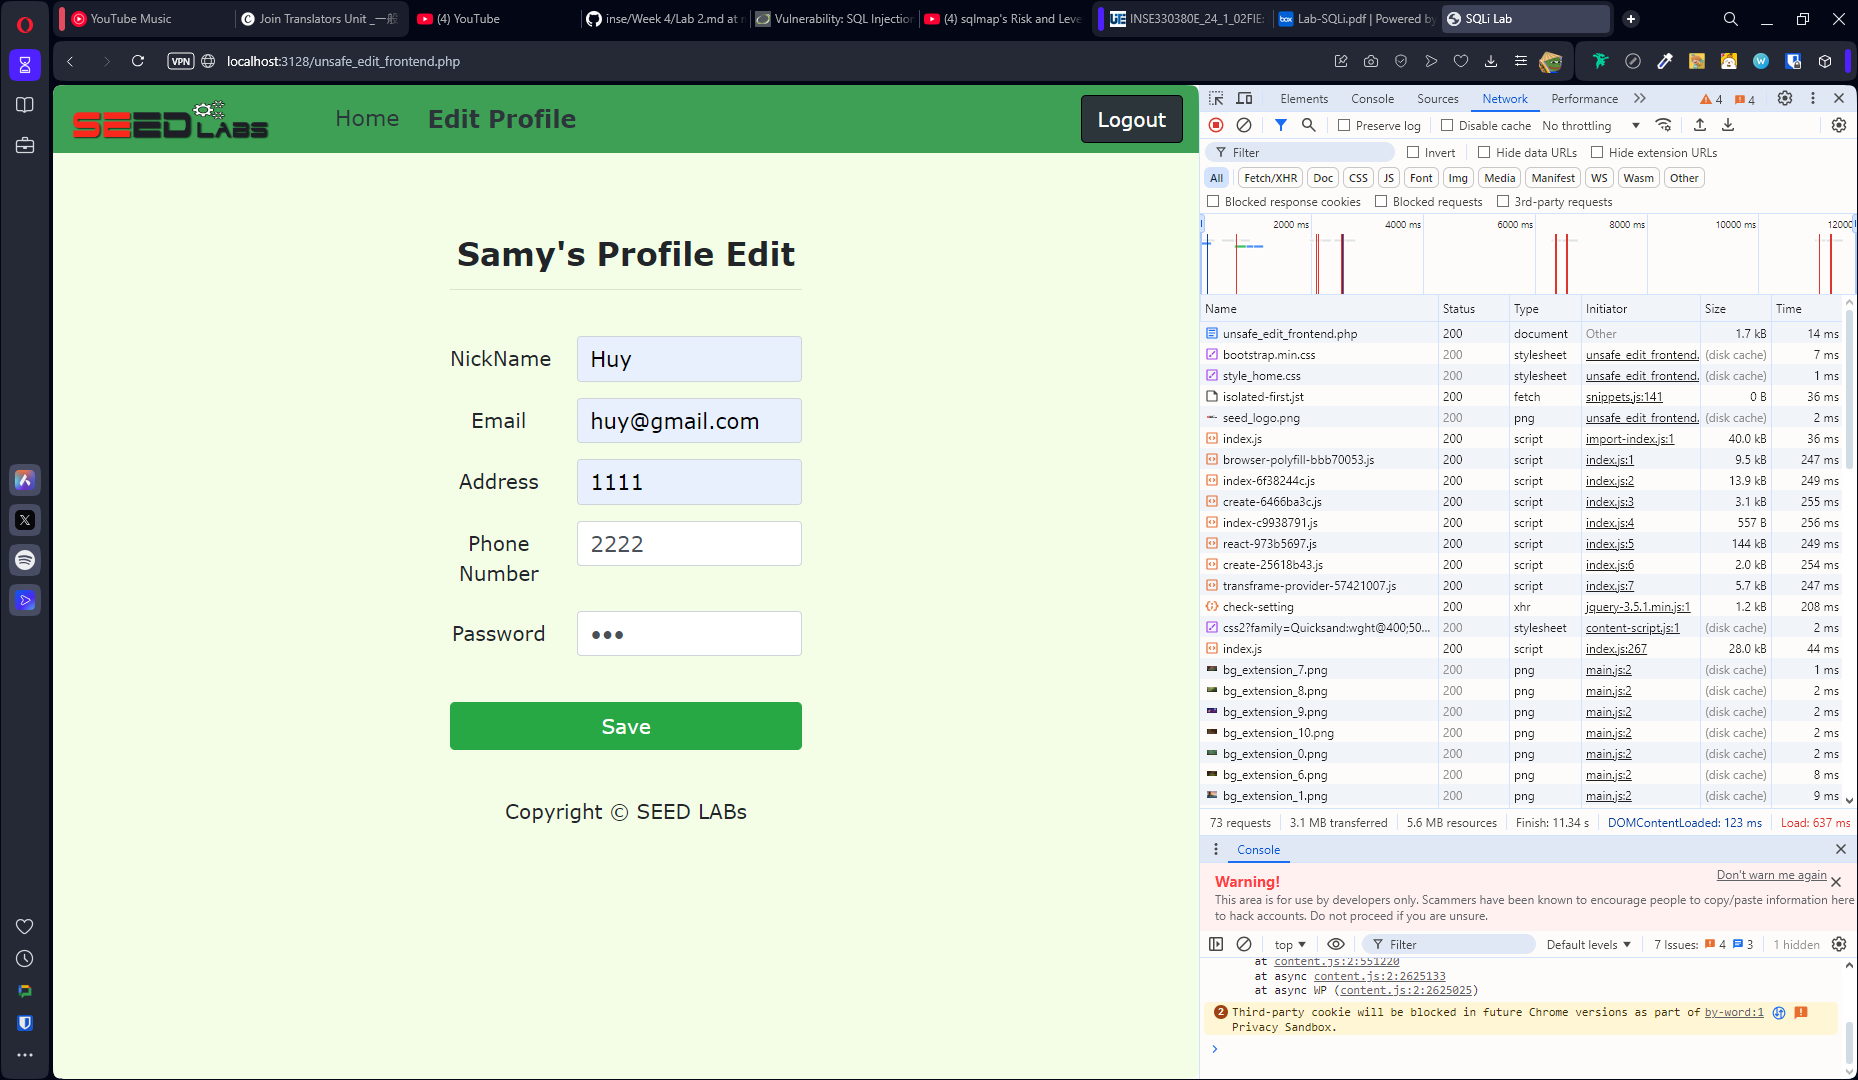 YouTube Music
Join Translators Unit _一般
(4) YouTube
inse/Week 4/Lab 2.md at
Vulnerability: SQL Injection
(4) sqlmap's Risk and Leve
INSE330380E_24_1_02FIE:
Lab-SQLi.pdf | Powered by
box
SQLi Lab
VPN
localhost:3128/unsafe_edit_frontend.php
SEED LABS
Home
Edit Profile
Logout
Samy's Profile Edit
NickName
Huy
Email
huy@gmail.com
Address
1111
Phone
Number
2222
Password
•••
Save
Copyright © SEED LABs
Elements
Console
Sources
Network
Performance
4
4
Preserve log
Disable cache
No throttling
Filter
Invert
Hide data URLs
Hide extension URLs
All
Fetch/XHR
Doc
CSS
JS
Font
Img
Media
Manifest
WS
Wasm
Other
Blocked response cookies
Blocked requests
3rd-party requests
2000 ms
4000 ms
6000 ms
8000 ms
10000 ms
12000
Name Status Type Initiator Size Time
unsafe_edit_frontend.php 200 document Other 1.7 kB 14 ms
bootstrap.min.css 200 stylesheet unsafe_edit_frontend. (disk cache) 7 ms
style_home.css 200 stylesheet unsafe_edit_frontend. (disk cache) 1 ms
isolated-first.jst 200 fetch snippets.js:141 0 B 36 ms
seed_logo.png 200 png unsafe_edit_frontend. (disk cache) 2 ms
index.js 200 script import-index.js:1 40.0 kB 36 ms
browser-polyfill-bbb70053.js 200 script index.js:1 9.5 kB 247 ms
index-6f38244c.js 200 script index.js:2 13.9 kB 249 ms
create-6466ba3c.js 200 script index.js:3 3.1 kB 255 ms
index-c9938791.js 200 script index.js:4 557 B 256 ms
react-973b5697.js 200 script index.js:5 144 kB 249 ms
create-25618b43.js 200 script index.js:6 2.0 kB 254 ms
transframe-provider-57421007.js 200 script index.js:7 5.7 kB 247 ms
check-setting 200 xhr jquery-3.5.1.min.js:1 1.2 kB 208 ms
css2?family=Quicksand:wght@400;50... 200 stylesheet content-script.js:1 (disk cache) 2 ms
index.js 200 script index.js:267 28.0 kB 44 ms
bg_extension_7.png 200 png main.js:2 (disk cache) 1 ms
bg_extension_8.png 200 png main.js:2 (disk cache) 2 ms
bg_extension_9.png 200 png main.js:2 (disk cache) 2 ms
bg_extension_10.png 200 png main.js:2 (disk cache) 2 ms
bg_extension_0.png 200 png main.js:2 (disk cache) 2 ms
bg_extension_6.png 200 png main.js:2 (disk cache) 8 ms
bg_extension_1.png 200 png main.js:2 (disk cache) 9 ms
73 requests 3.1 MB transferred 5.6 MB resources Finish: 11.34 s DOMContentLoaded: 123 ms Load: 637 ms
Console
Warning!
Don't warn me again
This area is for use by developers only. Scammers have been known to encourage people to copy/paste information here
to hack accounts. Do not proceed if you are unsure.
top
Filter
Default levels
7 Issues: 4 3
1 hidden
at content.js:2:551220
at async content.js:2:2625133
at async WP (content.js:2:2625025)
2 Third-party cookie will be blocked in future Chrome versions as part of by-word:1
Privacy Sandbox.